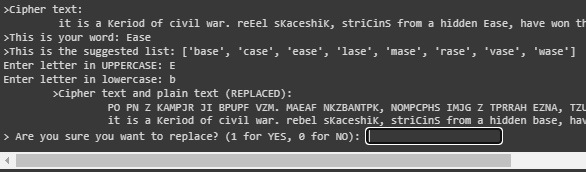 >Cipher text:
it is a Keriod of civil war. reEel sKaceshiK, striCinS from a hidden Ease, have won th
>This is your word: Ease
>This is the suggested list: ['base', 'case', 'ease', 'lase', 'mase', 'rase', 'vase', 'wase']
Enter letter in UPPERCASE: E
Enter letter in lowercase: b
>Cipher text and plain text (REPLACED):
PO PN Z KAMPJR JI BPUPF VZM. MAEAF NKZBANTPK, NOMPCPHS IMJG Z TPRRAH EZNA, TZU
it is a Keriod of civil war. rebel sKaceshiK, striCinS from a hidden base, hav
> Are you sure you want to replace? (1 for YES, 0 for NO):